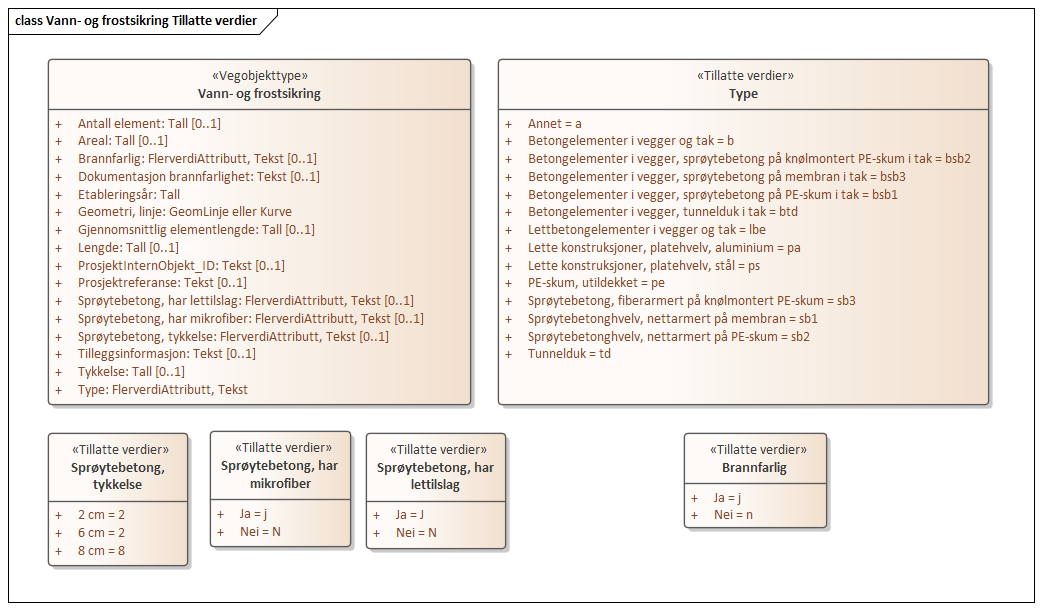 class Vann- og frostsikring Tillatte verdier
«Vegobjekttype»
Vann- og frostsikring
+ Antall element: Tall [0..1]
+ Areal: Tall [0..1]
+ Brannfarlig: FlerverdiAttributt, Tekst [0..1]
+ Dokumentasjon brannfarlighet: Tekst [0..1]
+ Etableringsår: Tall
+ Geometri, linje: GeomLinje eller Kurve
+ Gjennomsnittlig elementlengde: Tall [0..1]
+ Lengde: Tall [0..1]
+ ProsjektInternObjekt_ID: Tekst [0..1]
+ Prosjektreferanse: Tekst [0..1]
+ Sprøytebetong, har lettilslag: FlerverdiAttributt, Tekst [0..1]
+ Sprøytebetong, har mikrofiber: FlerverdiAttributt, Tekst [0..1]
+ Sprøytebetong, tykkelse: FlerverdiAttributt, Tekst [0..1]
+ Tilleggsinformasjon: Tekst [0..1]
+ Tykkelse: Tall [0..1]
+ Type: FlerverdiAttributt, Tekst
«Tillatte verdier»
Type
+ Annet = a
+ Betongelementer i vegger og tak = b
+ Betongelementer i vegger, sprøytebetong på knølmontert PE-skum i tak = bsb2
+ Betongelementer i vegger, sprøytebetong på membran i tak = bsb3
+ Betongelementer i vegger, sprøytebetong på PE-skum i tak = bsb1
+ Betongelementer i vegger, tunnelduk i tak = btd
+ Lettbetongelementer i vegger og tak = lbe
+ Lette konstruksjoner, platehvelv, aluminium = pa
+ Lette konstruksjoner, platehvelv, stål = ps
+ PE-skum, utildekket = pe
+ Sprøytebetong, fiberarmert på knølmontert PE-skum = sb3
+ Sprøytebetonghvelv, nettarmert på membran = sb1
+ Sprøytebetonghvelv, nettarmert på PE-skum = sb2
+ Tunnelduk = td
«Tillatte verdier»
Sprøytebetong,
tykkelse
+ 2 cm = 2
+ 6 cm = 2
+ 8 cm = 8
«Tillatte verdier»
Sprøytebetong, har
mikrofiber
+ Ja = j
+ Nei = N
«Tillatte verdier»
Sprøytebetong, har
lettilslag
+ Ja = J
+ Nei = N
«Tillatte verdier»
Brannfarlig
+ Ja = j
+ Nei = n